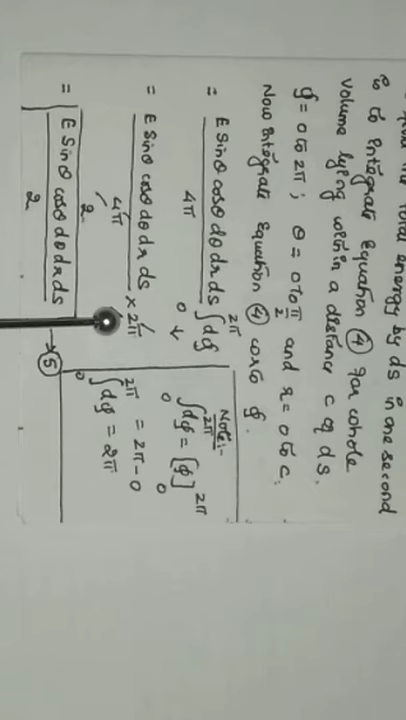 the total energy by ds in one second
is to integrate equation ④ for whole
volume lying within a distance c of ds.
φ = 0 to 2π ; θ = 0 to π/2 and r = 0 to c.
Now integrate equation ④ w.r.to φ.
= E sinθ cosθ dθ dr ds / 4π ∫₀^2π dφ
= E sinθ cosθ dθ dr ds / 4π × 2π
2
= E sinθ cosθ dθ dr ds / 2 → ⑤
Note:-
∫₀^2π dφ = [φ]₀^2π
= 2π - 0
∫₀^2π dφ = 2π